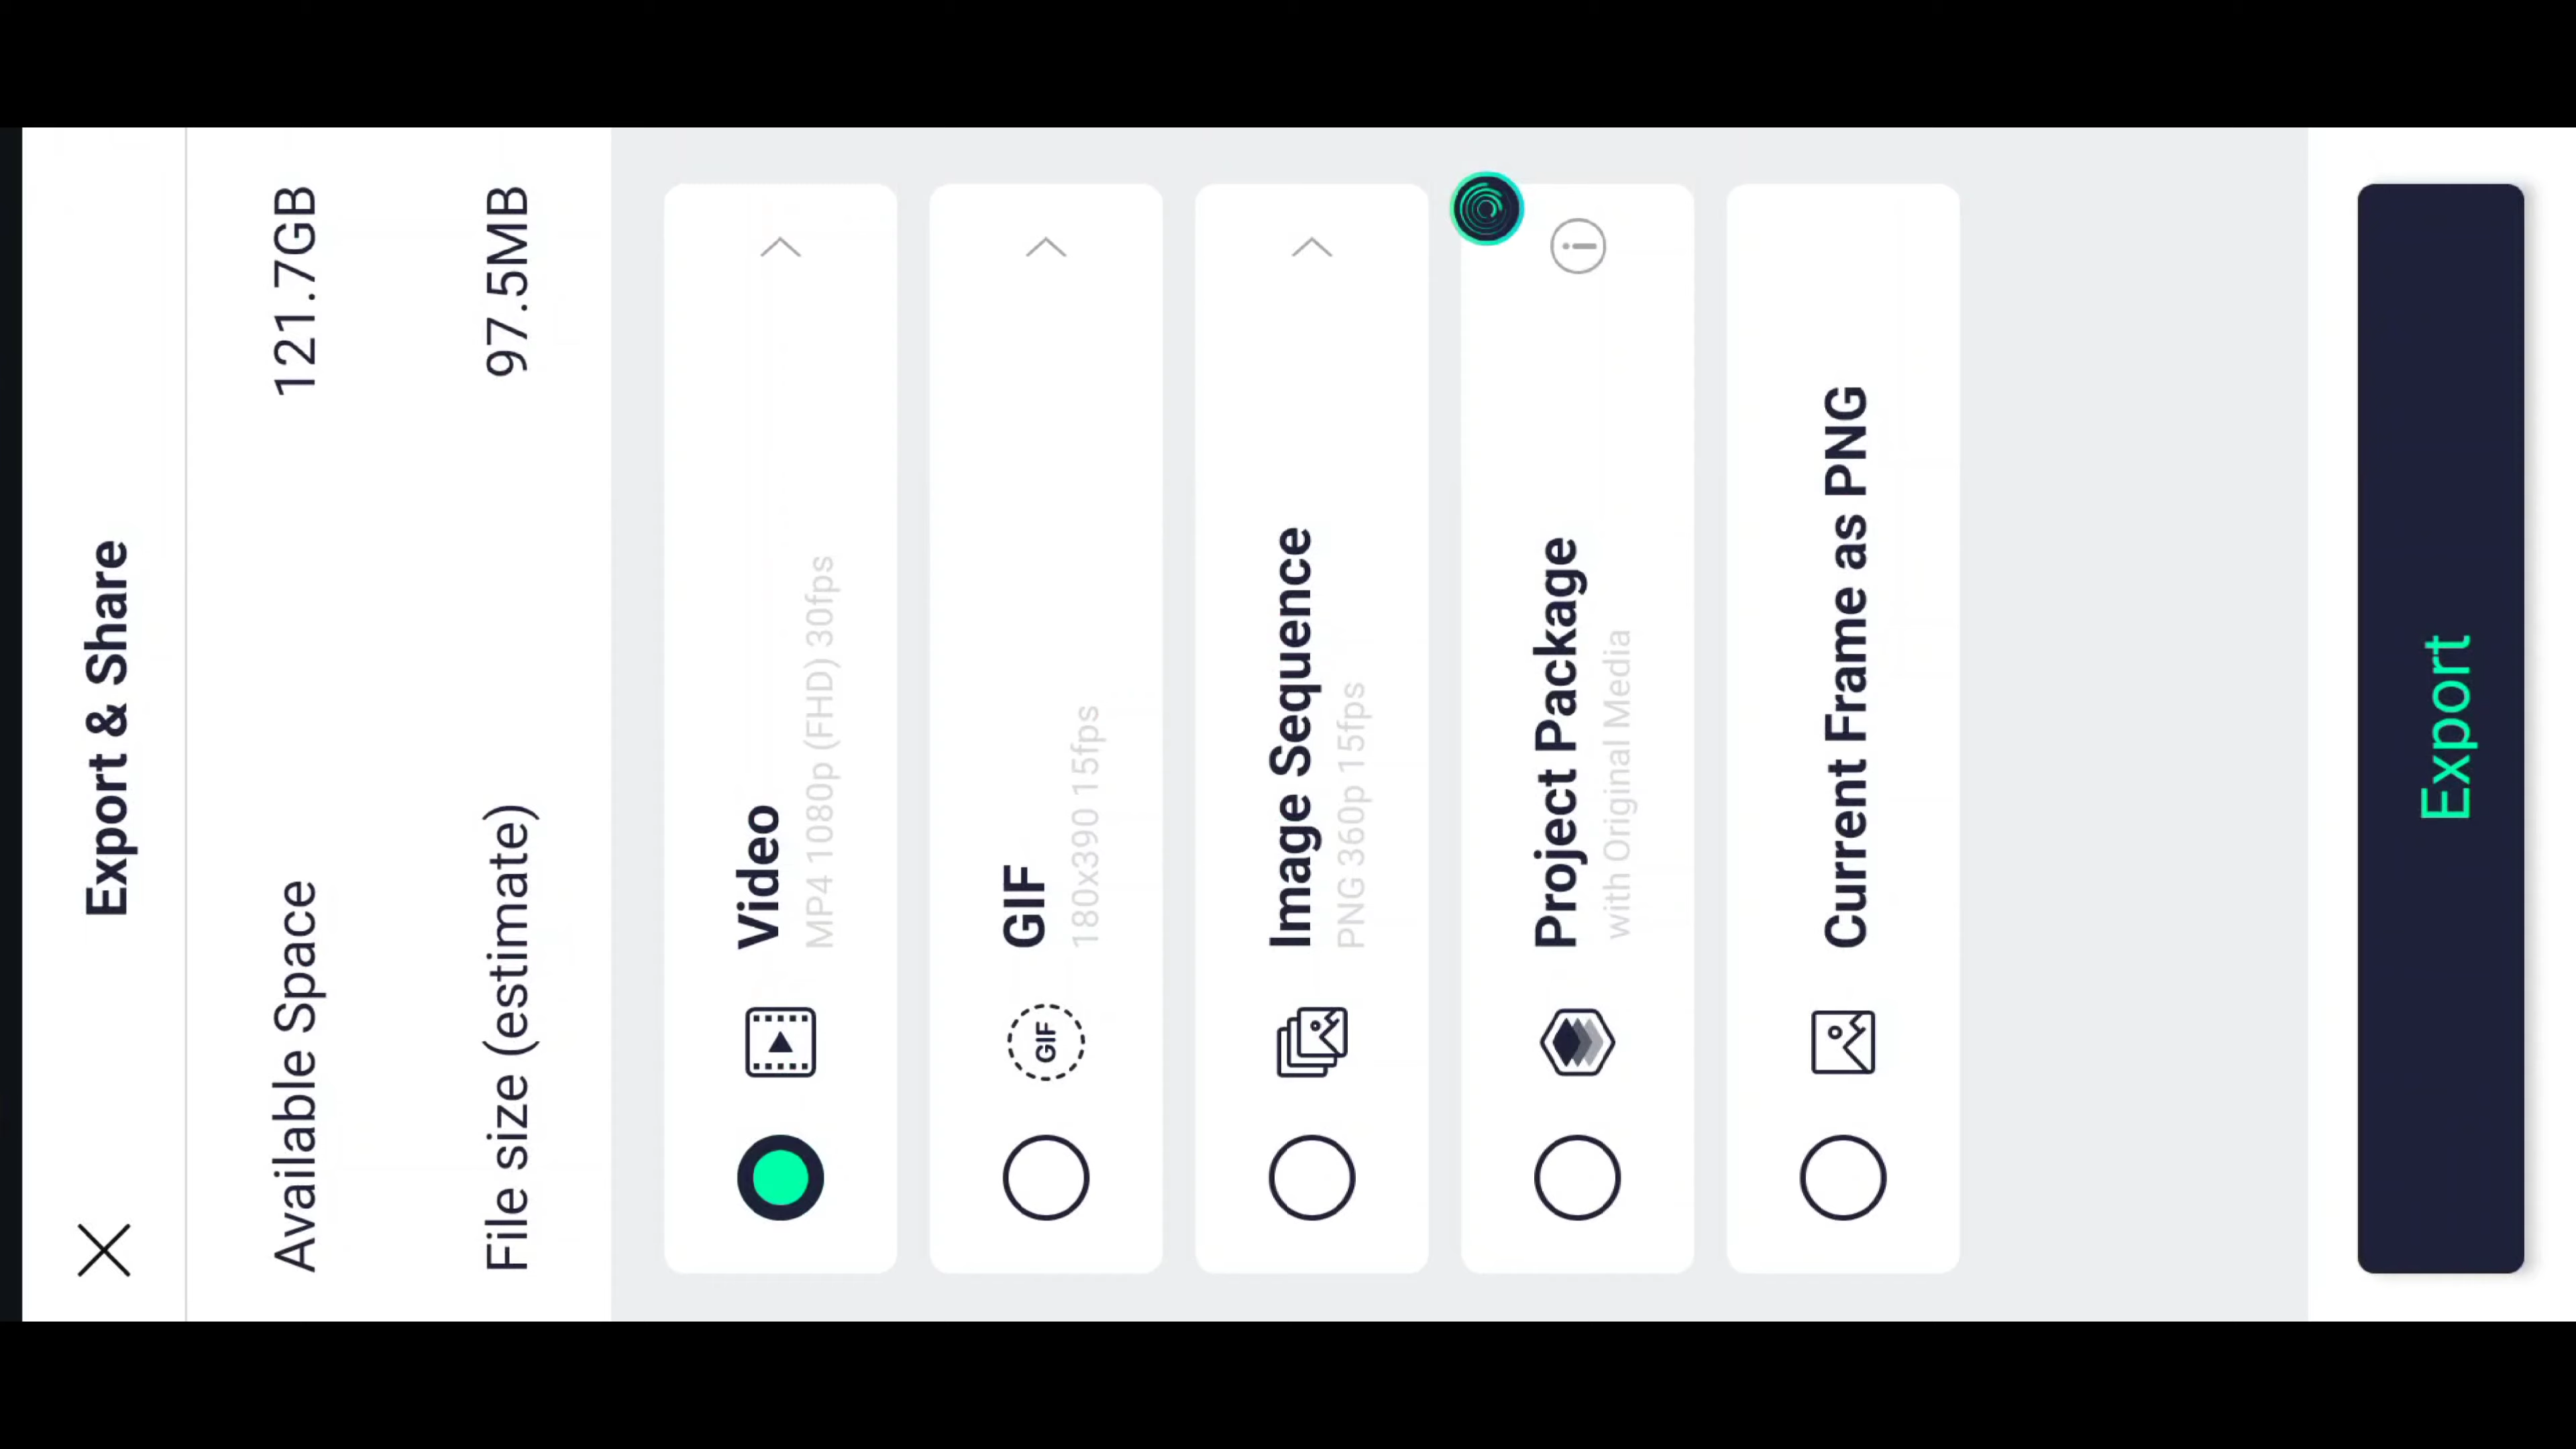 Export & Share
Available Space 121.7GB
File size (estimate) 97.5MB
Video
MP4 1080p (FHD) 30fps
GIF
GIF
180x390 15fps
Image Sequence
PNG 360p 15fps
Project Package
with Original Media
Current Frame as PNG
Export